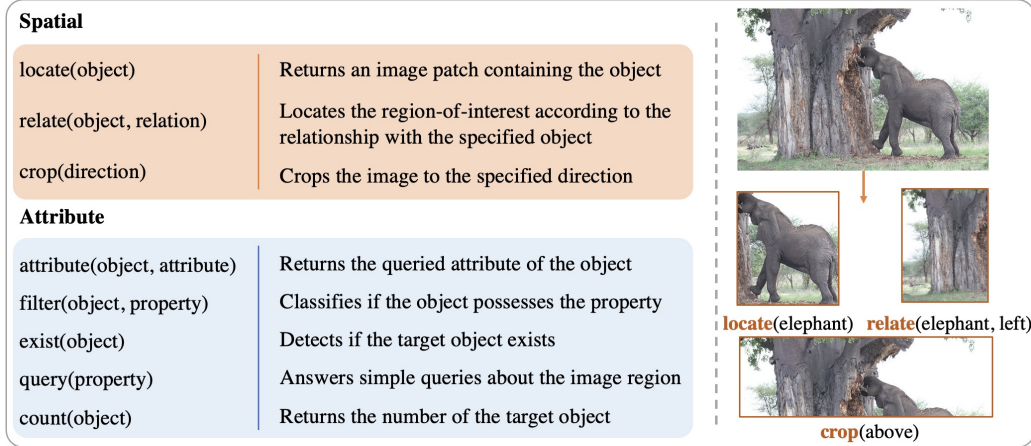 Spatial
locate(object)
Returns an image patch containing the object
relate(object, relation)
Locates the region-of-interest according to the
relationship with the specified object
crop(direction)
Crops the image to the specified direction
Attribute
attribute(object, attribute)
Returns the queried attribute of the object
filter(object, property)
Classifies if the object possesses the property
exist(object)
Detects if the target object exists
query(property)
Answers simple queries about the image region
count(object)
Returns the number of the target object
locate(elephant)
relate(elephant, left)
crop(above)